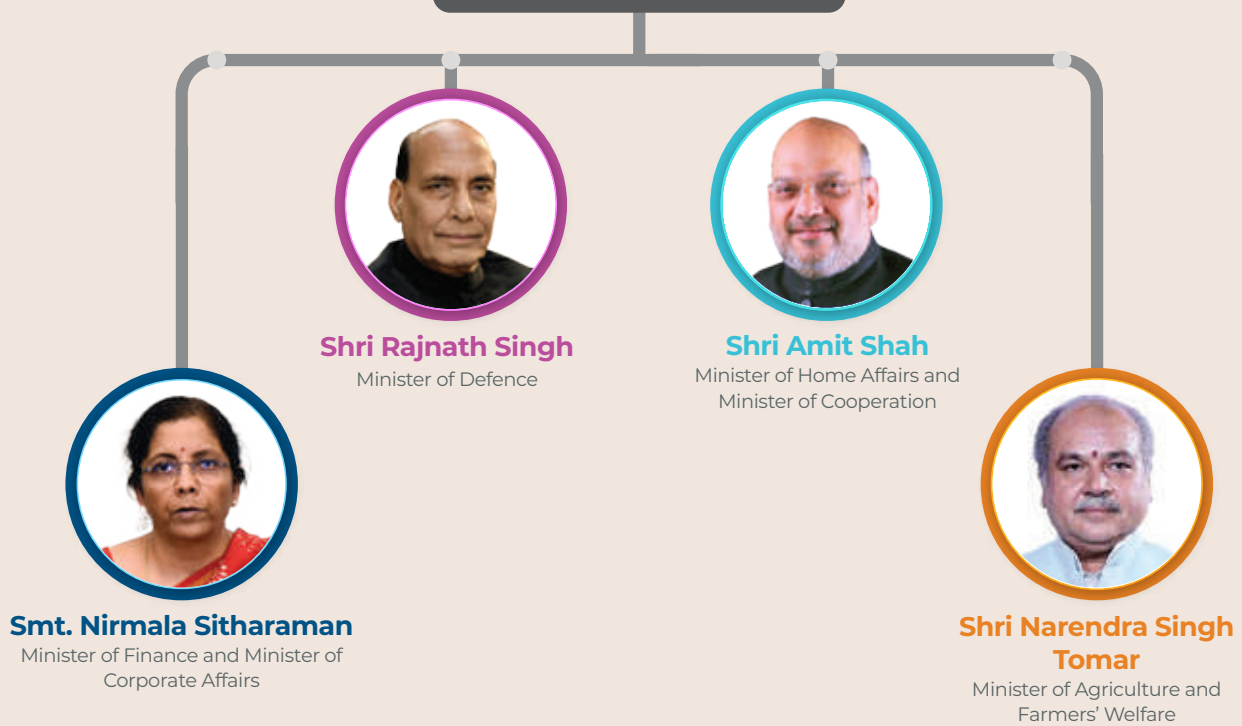 Shri Rajnath Singh
Minister of Defence
Shri Amit Shah
Minister of Home Affairs and
Minister of Cooperation
Smt. Nirmala Sitharaman
Minister of Finance and Minister of
Corporate Affairs
Shri Narendra Singh
Tomar
Minister of Agriculture and
Farmers’ Welfare